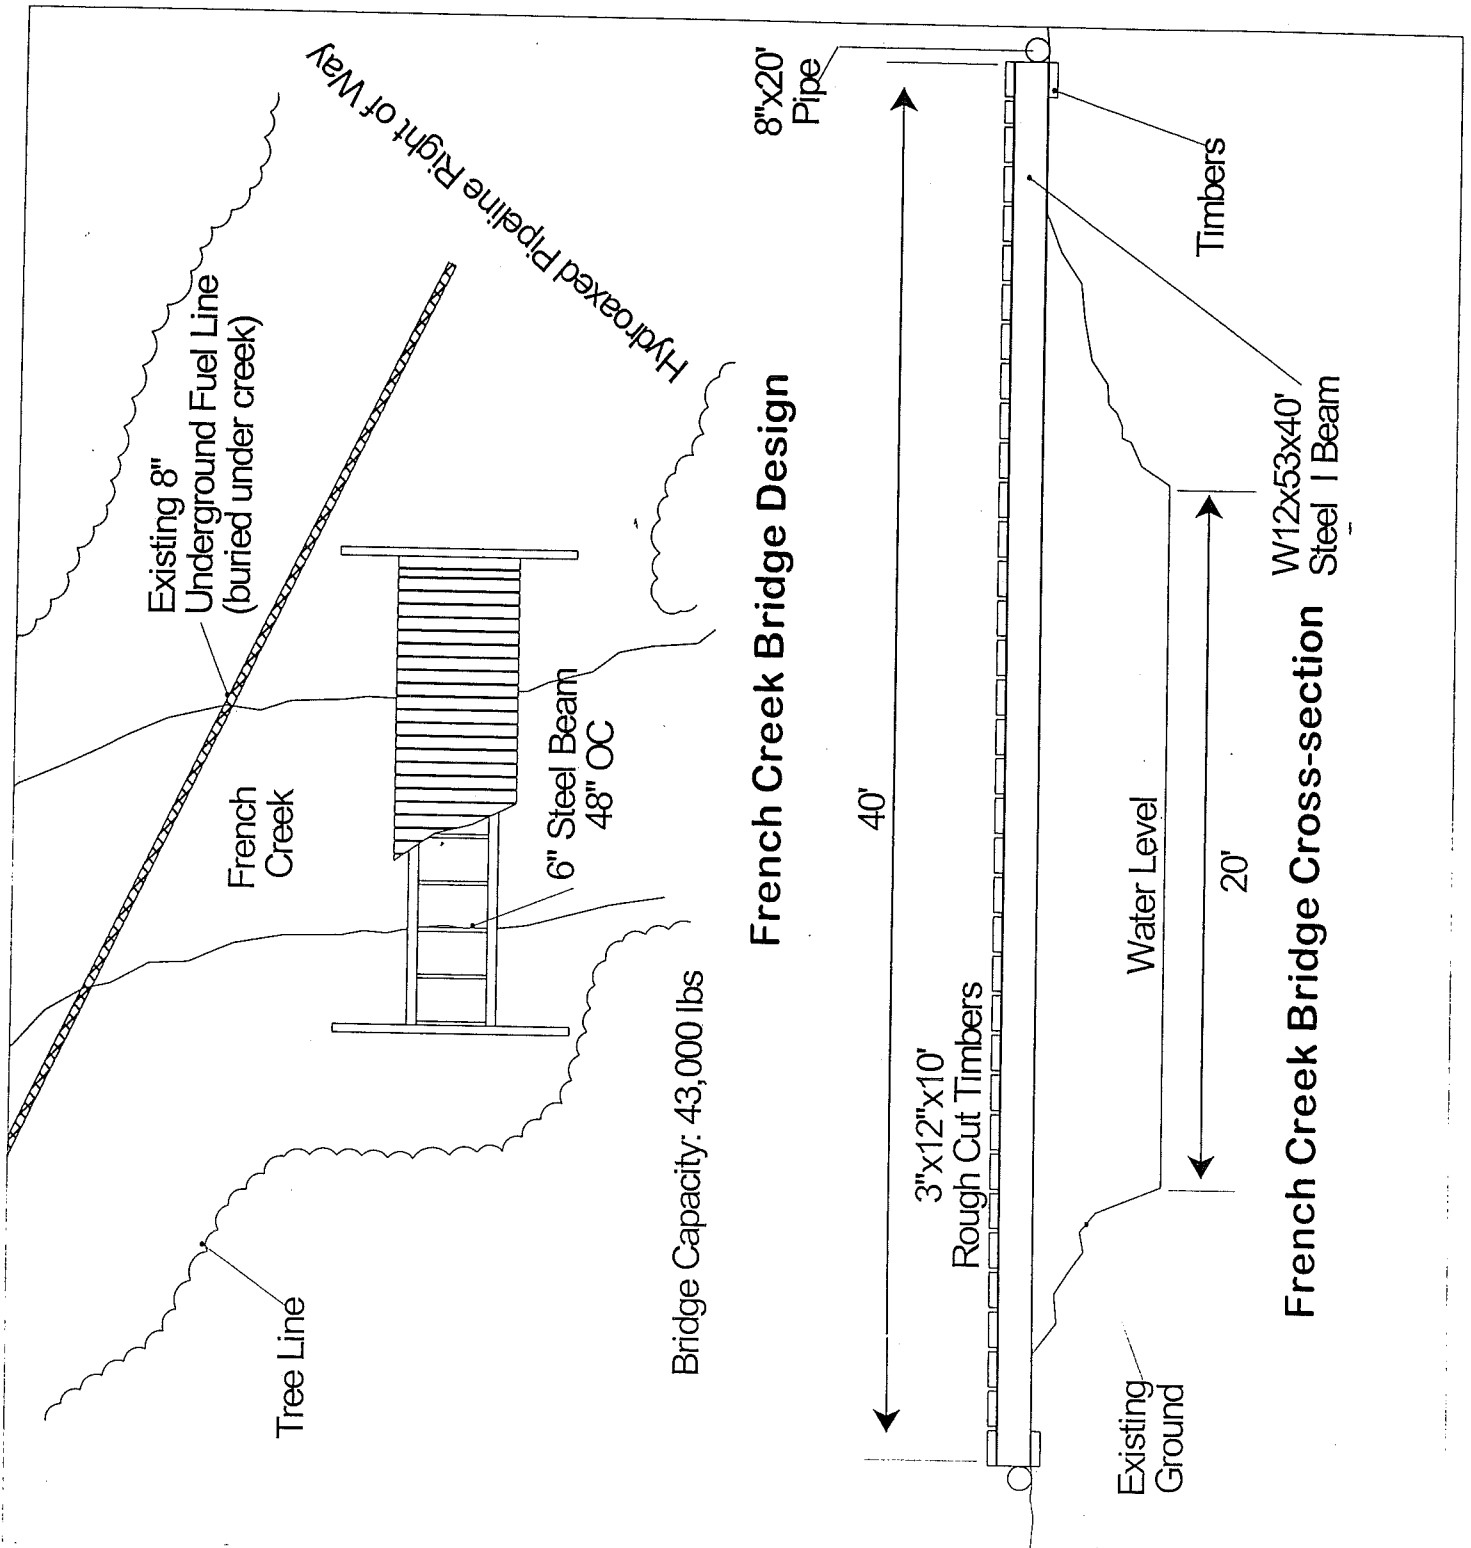 Hydroaxed Pipeline Right of Way
Existing 8"
Underground Fuel Line
(buried under creek)
French
Creek
6" Steel Beam
48" OC
Tree Line
Bridge Capacity: 43,000 lbs
French Creek Bridge Design
8"x20'
Pipe
40'
3"x12"x10'
Rough Cut Timbers
Timbers
Water Level
20'
Existing
Ground
W12x53x40'
Steel I Beam
French Creek Bridge Cross-section